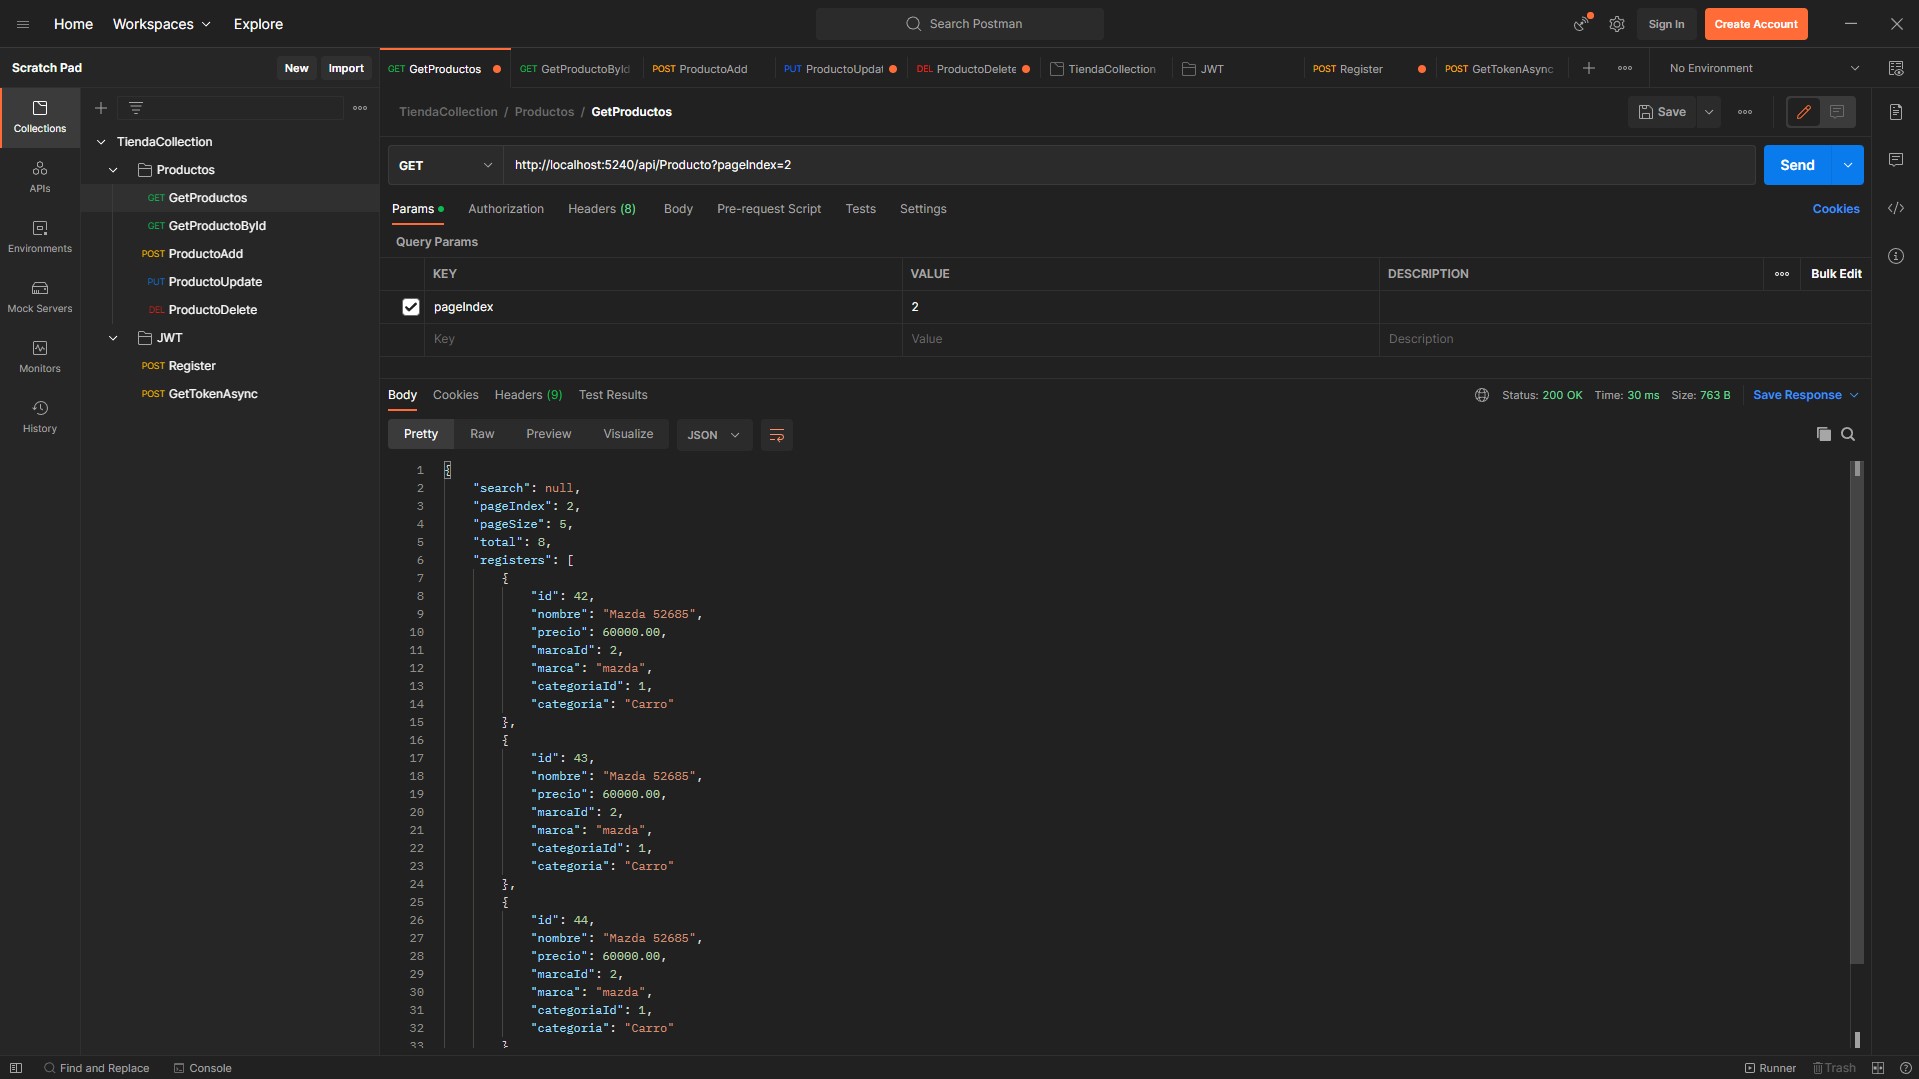 Home Workspaces Explore Search Postman Sign In Create Account
Scratch Pad New Import
GET GetProductos GET GetProductoById POST ProductoAdd PUT ProductoUpdat DEL ProductoDelete TiendaCollection JWT POST Register POST GetTokenAsync No Environment
Collections
APIs
Environments
Mock Servers
Monitors
History
TiendaCollection
Productos
GET GetProductos
GET GetProductoById
POST ProductoAdd
PUT ProductoUpdate
DEL ProductoDelete
JWT
POST Register
POST GetTokenAsync
TiendaCollection / Productos / GetProductos Save
GET http://localhost:5240/api/Producto?pageIndex=2 Send
Params Authorization Headers (8) Body Pre-request Script Tests Settings Cookies
Query Params
KEY VALUE DESCRIPTION Bulk Edit
pageIndex 2
Key Value Description
Body Cookies Headers (9) Test Results Status: 200 OK Time: 30 ms Size: 763 B Save Response
Pretty Raw Preview Visualize JSON
1 {
2 "search": null,
3 "pageIndex": 2,
4 "pageSize": 5,
5 "total": 8,
6 "registers": [
7 {
8 "id": 42,
9 "nombre": "Mazda 52685",
10 "precio": 60000.00,
11 "marcaId": 2,
12 "marca": "mazda",
13 "categoriaId": 1,
14 "categoria": "Carro"
15 },
16 {
17 "id": 43,
18 "nombre": "Mazda 52685",
19 "precio": 60000.00,
20 "marcaId": 2,
21 "marca": "mazda",
22 "categoriaId": 1,
23 "categoria": "Carro"
24 },
25 {
26 "id": 44,
27 "nombre": "Mazda 52685",
28 "precio": 60000.00,
29 "marcaId": 2,
30 "marca": "mazda",
31 "categoriaId": 1,
32 "categoria": "Carro"
33 }
Find and Replace Console Runner Trash